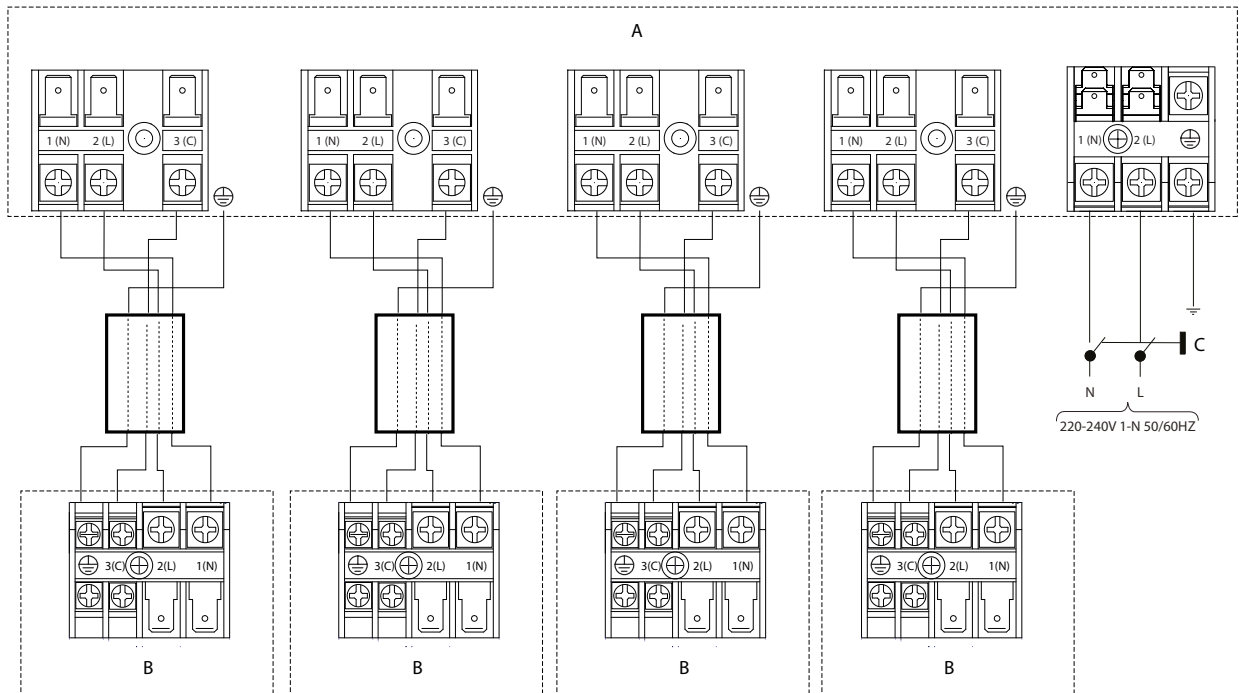 A
1 (N) 2 (L) 3 (C)
1 (N) 2 (L) 3 (C)
1 (N) 2 (L) 3 (C)
1 (N) 2 (L) 3 (C)
1 (N) 2 (L)
C
N L
220-240V 1-N 50/60HZ
3(C) 2(L) 1(N)
3(C) 2(L) 1(N)
3(C) 2(L) 1(N)
3(C) 2(L) 1(N)
B
B
B
B